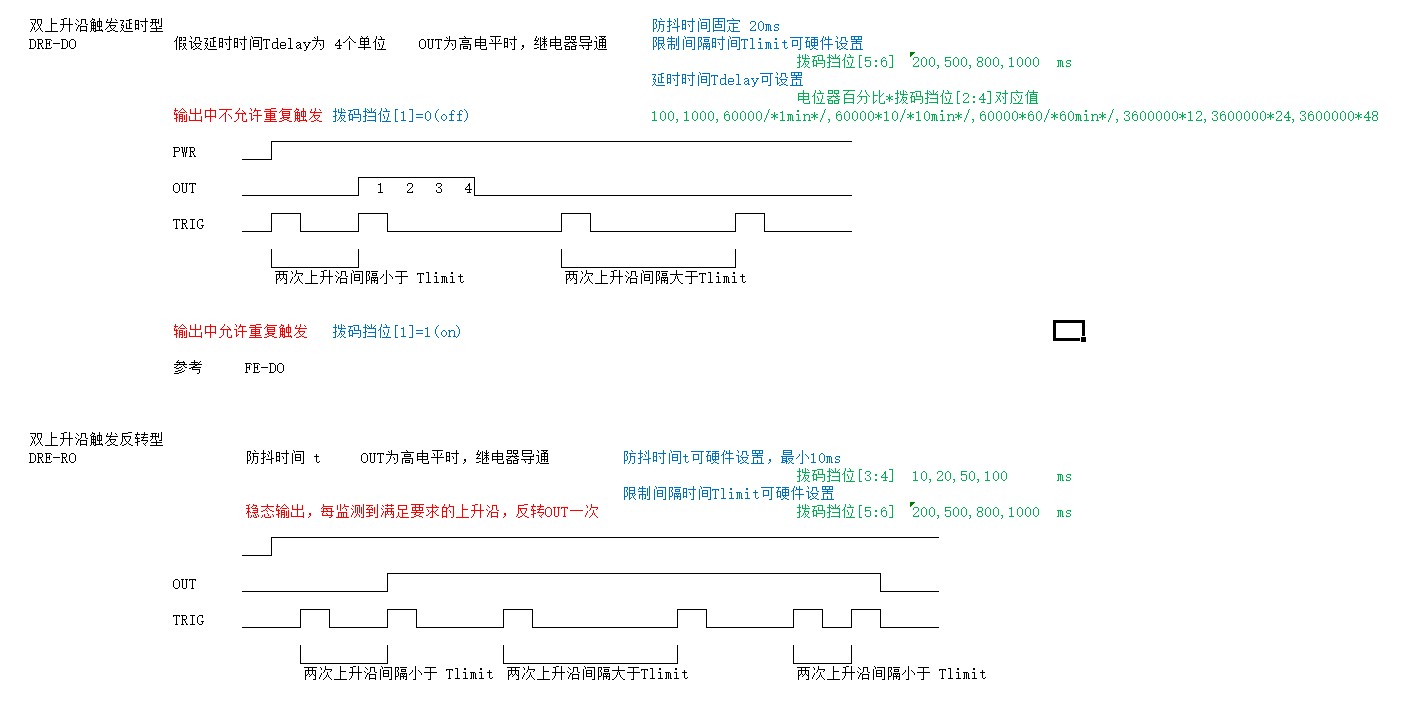 双上升沿触发延时型 防抖时间固定 20ms
DRE-DO 假设延时时间Tdelay为 4个单位 OUT为高电平时，继电器导通 限制间隔时间Tlimit可硬件设置
拨码挡位[5:6] 200,500,800,1000 ms
延时时间Tdelay可设置
电位器百分比*拨码挡位[2:4]对应值
输出中不允许重复触发 拨码挡位[1]=0(off) 100,1000,60000/*1min*/,60000*10/*10min*/,60000*60/*60min*/,3600000*12,3600000*24,3600000*48
PWR
OUT 1 2 3 4
TRIG
两次上升沿间隔小于 Tlimit 两次上升沿间隔大于Tlimit
输出中允许重复触发 拨码挡位[1]=1(on)
参考 FE-DO
双上升沿触发反转型
DRE-RO 防抖时间 t OUT为高电平时，继电器导通 防抖时间t可硬件设置，最小10ms
拨码挡位[3:4] 10,20,50,100 ms
限制间隔时间Tlimit可硬件设置
稳态输出，每监测到满足要求的上升沿，反转OUT一次 拨码挡位[5:6] 200,500,800,1000 ms
OUT
TRIG
两次上升沿间隔小于 Tlimit 两次上升沿间隔大于Tlimit 两次上升沿间隔小于 Tlimit